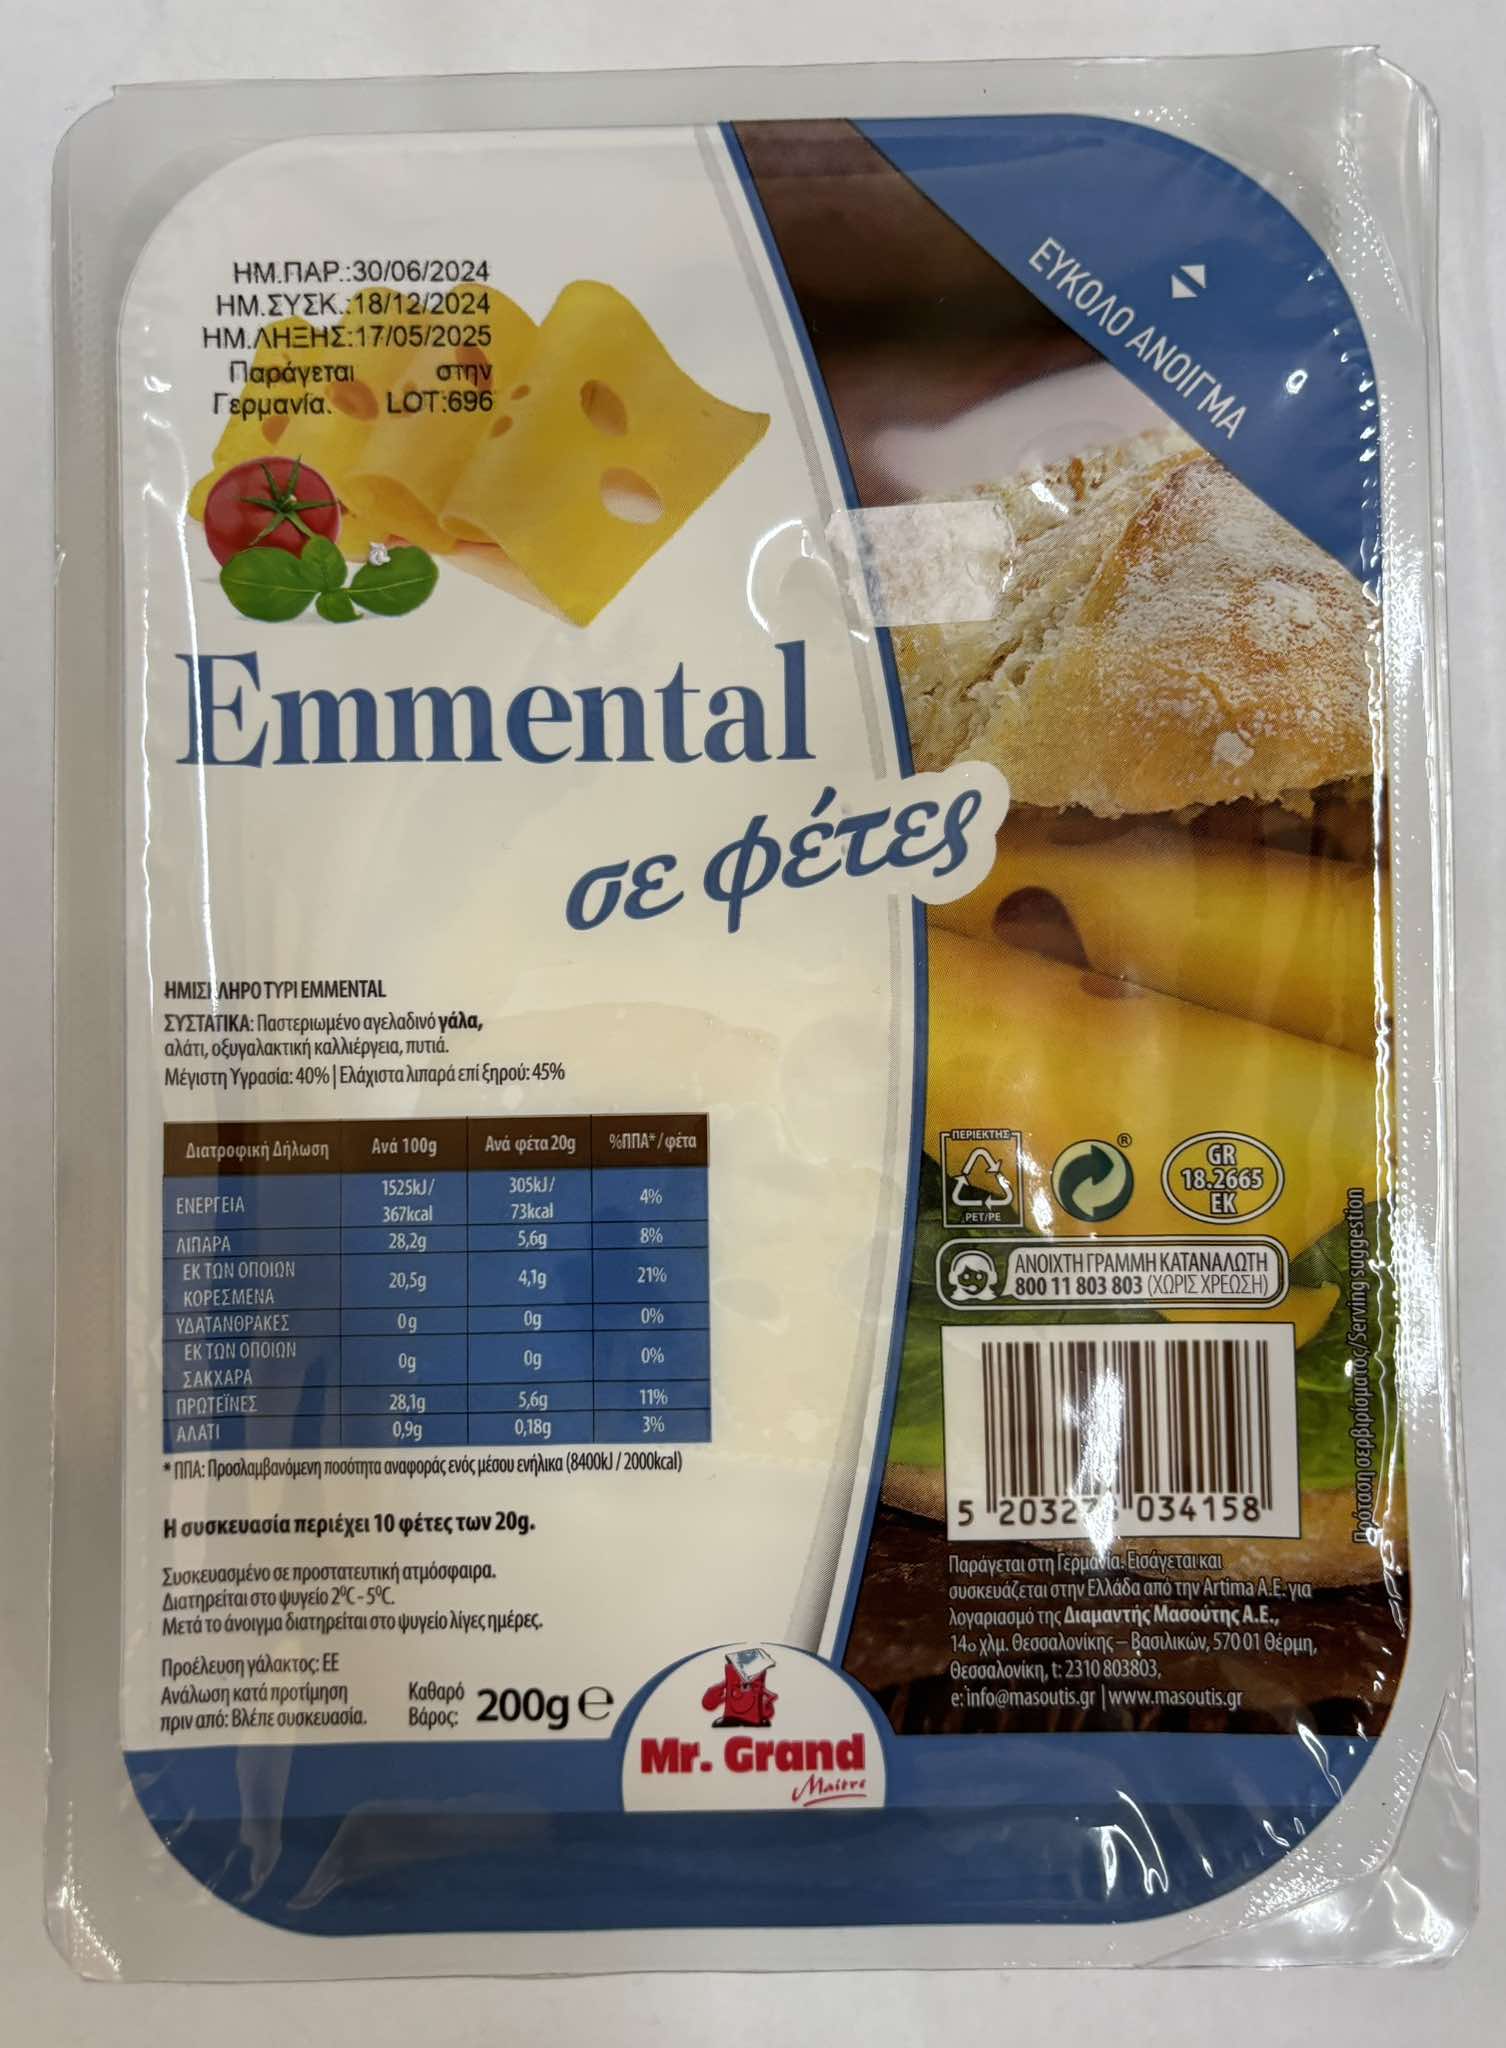 ΗΜ.ΠΑΡ.:30/06/2024
ΗΜ.ΣΥΣΚ.:18/12/2024
ΗΜ.ΛΗΞΗΣ:17/05/2025
Παράγεται στην
Γερμανία. LOT:696
ΕΥΚΟΛΟ ΑΝΟΙΓΜΑ
Emmental
σε φέτες
ΗΜΙΣΚΛΗΡΟ ΤΥΡΙ EMMENTAL
ΣΥΣΤΑΤΙΚΑ: Παστεριωμένο αγελαδινό γάλα,
αλάτι, οξυγαλακτική καλλιέργεια, πυτιά.
Μέγιστη Υγρασία: 40% | Ελάχιστα λιπαρά επί ξηρού: 45%
Διατροφική Δήλωση Ανά 100g Ανά φέτα 20g %ΠΠΑ*/φέτα
ΕΝΕΡΓΕΙΑ 1525kJ/ 367kcal 305kJ/ 73kcal 4%
ΛΙΠΑΡΑ 28,2g 5,6g 8%
ΕΚ ΤΩΝ ΟΠΟΙΩΝ
ΚΟΡΕΣΜΕΝΑ 20,5g 4,1g 21%
ΥΔΑΤΑΝΘΡΑΚΕΣ 0g 0g 0%
ΕΚ ΤΩΝ ΟΠΟΙΩΝ
ΣΑΚΧΑΡΑ 0g 0g 0%
ΠΡΩΤΕΪΝΕΣ 28,1g 5,6g 11%
ΑΛΑΤΙ 0,9g 0,18g 3%
* ΠΠΑ: Προσλαμβανόμενη ποσότητα αναφοράς ενός μέσου ενήλικα (8400kJ / 2000kcal)
Η συσκευασία περιέχει 10 φέτες των 20g.
Συσκευασμένο σε προστατευτική ατμόσφαιρα.
Διατηρείται στο ψυγείο 2°C - 5°C.
Μετά το άνοιγμα διατηρείται στο ψυγείο λίγες ημέρες.
Προέλευση γάλακτος: ΕΕ
Ανάλωση κατά προτίμηση
πριν από: Βλέπε συσκευασία.
Καθαρό
Βάρος: 200g e
Mr. Grand
Maitre
ΠΕΡΙΕΚΤΗΣ
PET/PE
®
GR
18.2665
EK
ΑΝΟΙΧΤΗ ΓΡΑΜΜΗ ΚΑΤΑΝΑΛΩΤΗ
800 11 803 803 (ΧΩΡΙΣ ΧΡΕΩΣΗ)
5 20327 034158
Παράγεται στη Γερμανία. Εισάγεται και
συσκευάζεται στην Ελλάδα από την Artima Α.Ε. για
λογαριασμό της Διαμαντής Μασούτης Α.Ε.,
14ο χλμ. Θεσσαλονίκης – Βασιλικών, 570 01 Θέρμη,
Θεσσαλονίκη, t: 2310 803803,
e: info@masoutis.gr | www.masoutis.gr
Πρόταση σερβιρίσματος/Serving suggestion